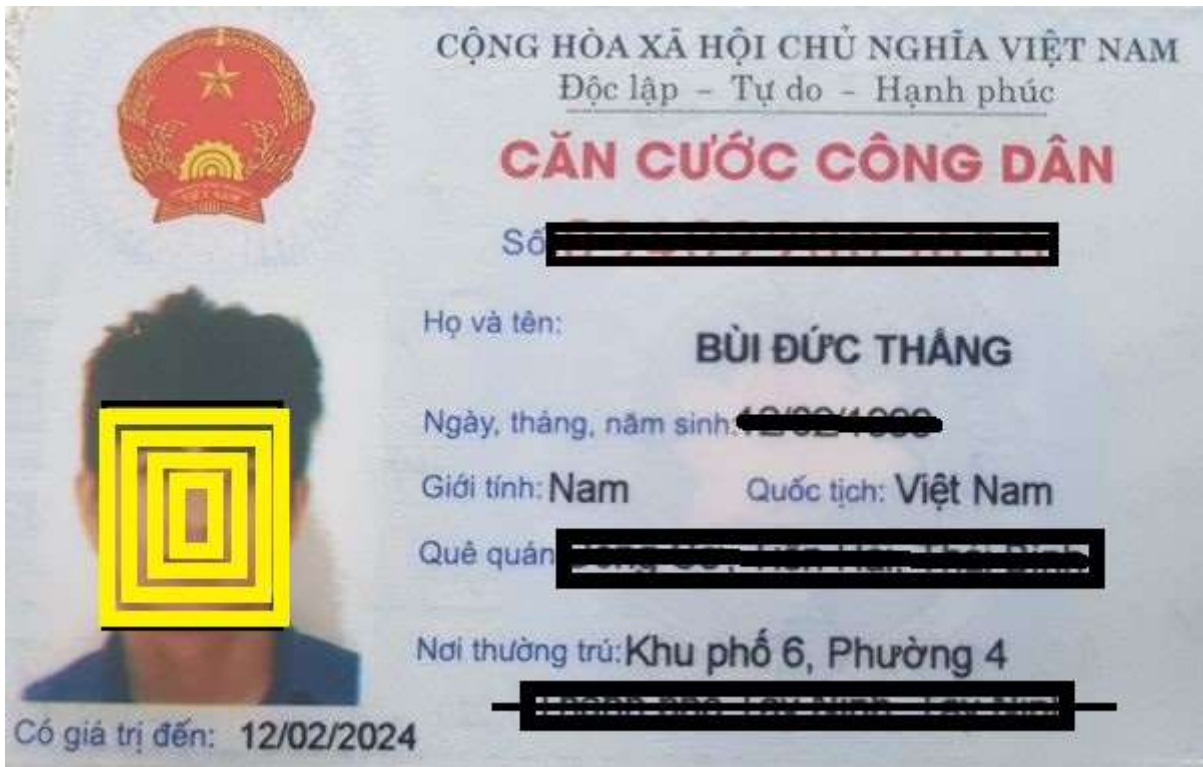 CỘNG HÒA XÃ HỘI CHỦ NGHĨA VIỆT NAM
Độc lập – Tự do – Hạnh phúc
CĂN CƯỚC CÔNG DÂN
Số
Họ và tên:
BÙI ĐỨC THẮNG
Ngày, tháng, năm sinh:
Giới tính: Nam Quốc tịch: Việt Nam
Quê quán
Nơi thường trú: Khu phố 6, Phường 4
Có giá trị đến: 12/02/2024